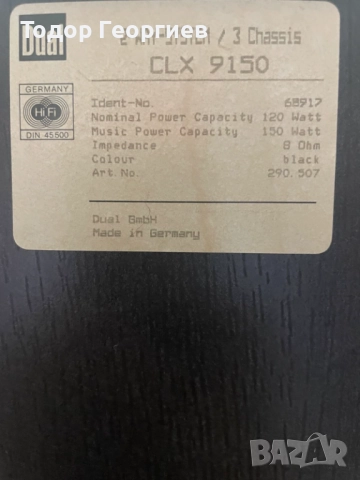 Тодор Георгиев
Dual
/ 3 Chassis
CLX 9150
GERMANY
HiFi
DIN 45500
Ident-No. 68917
Nominal Power Capacity 120 Watt
Music Power Capacity 150 Watt
Impedance 8 Ohm
Colour black
Art.No. 290.507
Dual GmbH
Made in Germany
BAZAR
bg